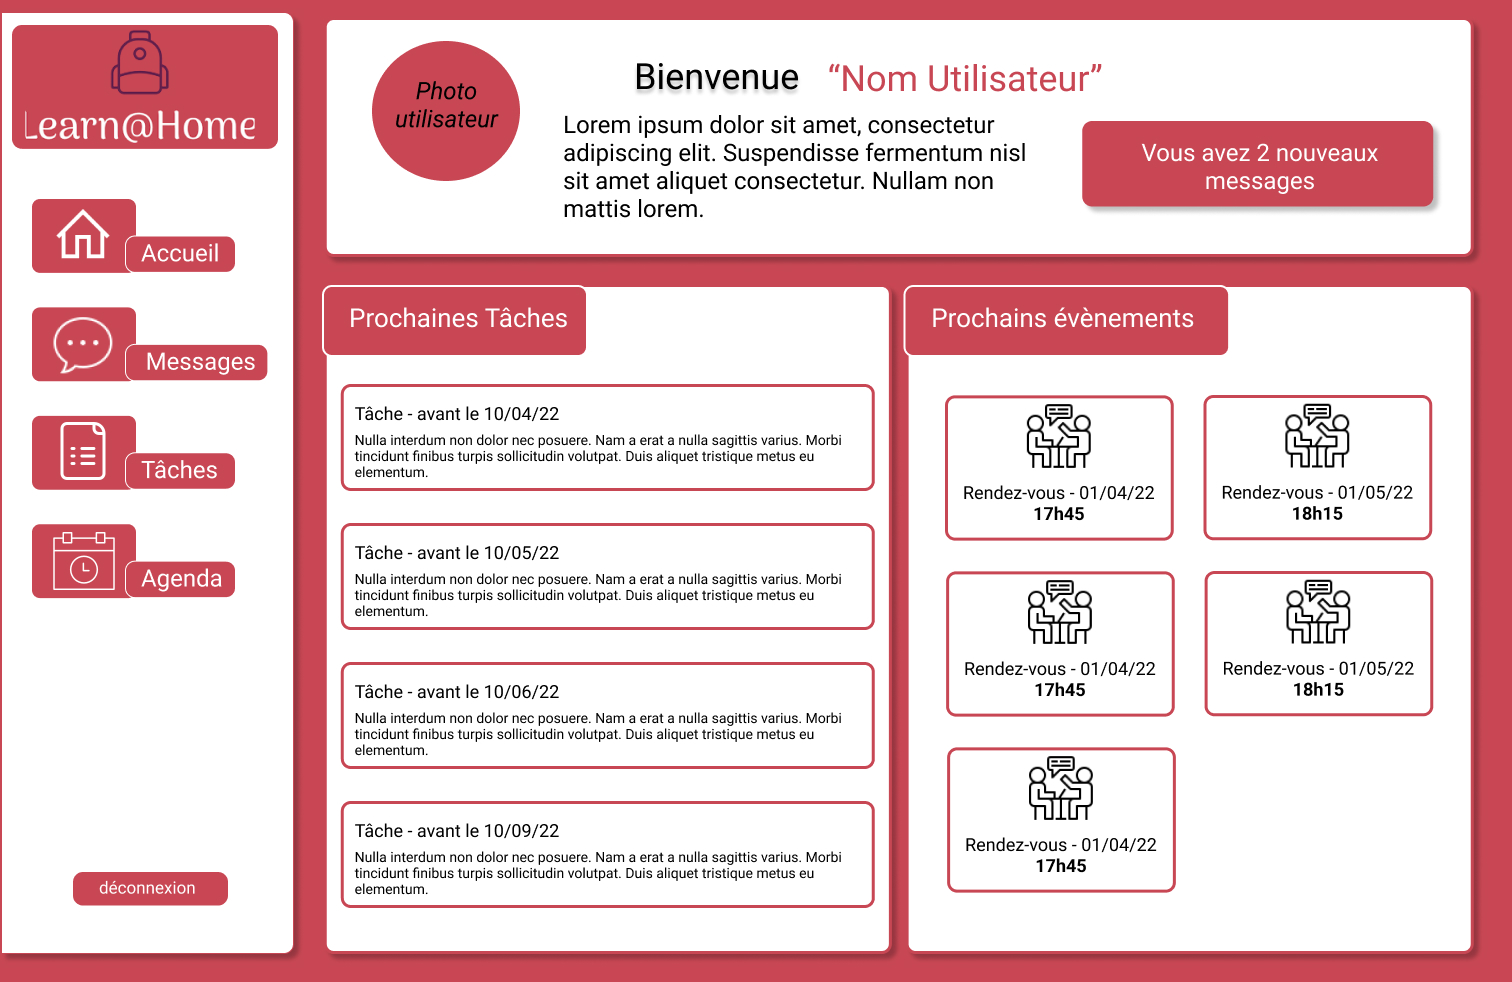 Learn@Home
Accueil
Messages
Tâches
Agenda
déconnexion
Photo
utilisateur
Bienvenue “Nom Utilisateur”
Lorem ipsum dolor sit amet, consectetur
adipiscing elit. Suspendisse fermentum nisl
sit amet aliquet consectetur. Nullam non
mattis lorem.
Vous avez 2 nouveaux
messages
Prochaines Tâches
Tâche - avant le 10/04/22
Nulla interdum non dolor nec posuere. Nam a erat a nulla sagittis varius. Morbi
tincidunt finibus turpis sollicitudin volutpat. Duis aliquet tristique metus eu
elementum.
Tâche - avant le 10/05/22
Nulla interdum non dolor nec posuere. Nam a erat a nulla sagittis varius. Morbi
tincidunt finibus turpis sollicitudin volutpat. Duis aliquet tristique metus eu
elementum.
Tâche - avant le 10/06/22
Nulla interdum non dolor nec posuere. Nam a erat a nulla sagittis varius. Morbi
tincidunt finibus turpis sollicitudin volutpat. Duis aliquet tristique metus eu
elementum.
Tâche - avant le 10/09/22
Nulla interdum non dolor nec posuere. Nam a erat a nulla sagittis varius. Morbi
tincidunt finibus turpis sollicitudin volutpat. Duis aliquet tristique metus eu
elementum.
Prochains évènements
Rendez-vous - 01/04/22
17h45
Rendez-vous - 01/05/22
18h15
Rendez-vous - 01/04/22
17h45
Rendez-vous - 01/05/22
18h15
Rendez-vous - 01/04/22
17h45